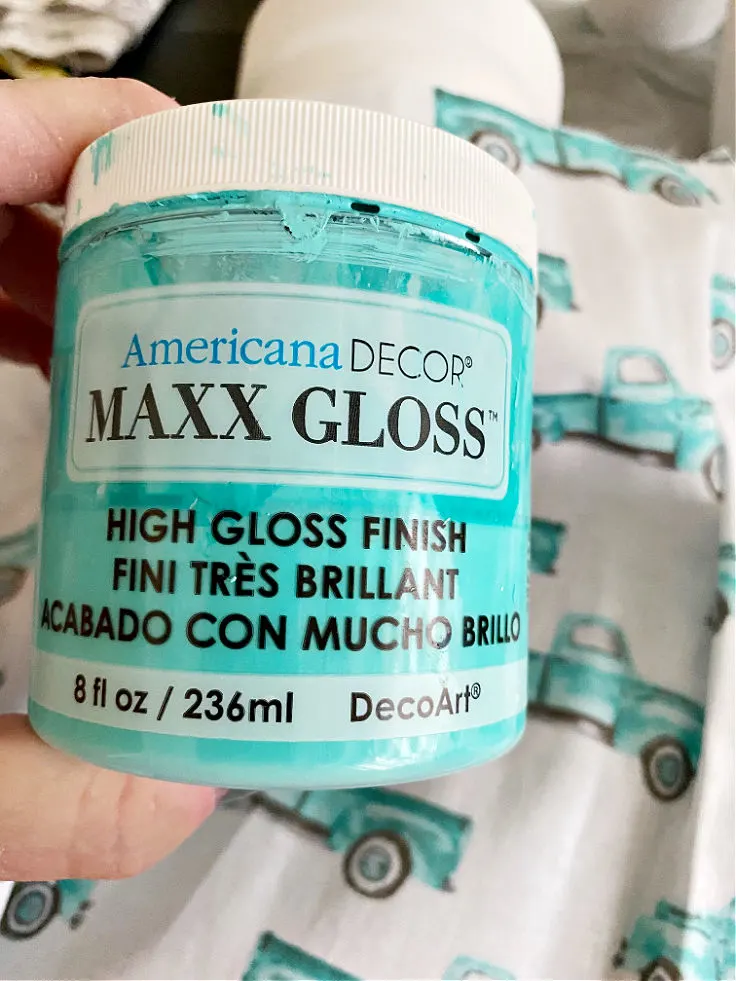 Americana DECOR®
MAXX GLOSS™
HIGH GLOSS FINISH
FINI TRÈS BRILLANT
ACABADO CON MUCHO BRILLO
8 fl oz / 236ml DecoArt®